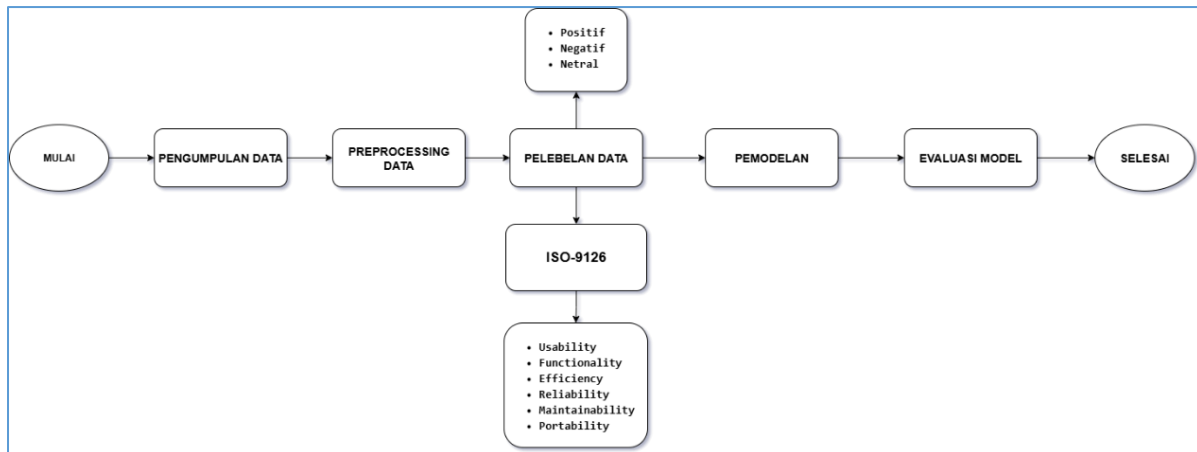 • Positif
• Negatif
• Netral
MULAI
PENGUMPULAN DATA
PREPROCESSING
DATA
PELEBELAN DATA
PEMODELAN
EVALUASI MODEL
SELESAI
ISO-9126
• Usability
• Functionality
• Efficiency
• Reliability
• Maintainability
• Portability